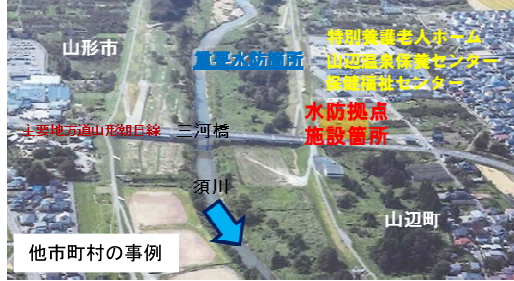 山形市
重要水防箇所
特別養護老人ホーム
山辺温泉保養センター
保健福祉センター
水防拠点
施設箇所
主要地方道山形朝日線
三河橋
須川
山辺町
他市町村の事例